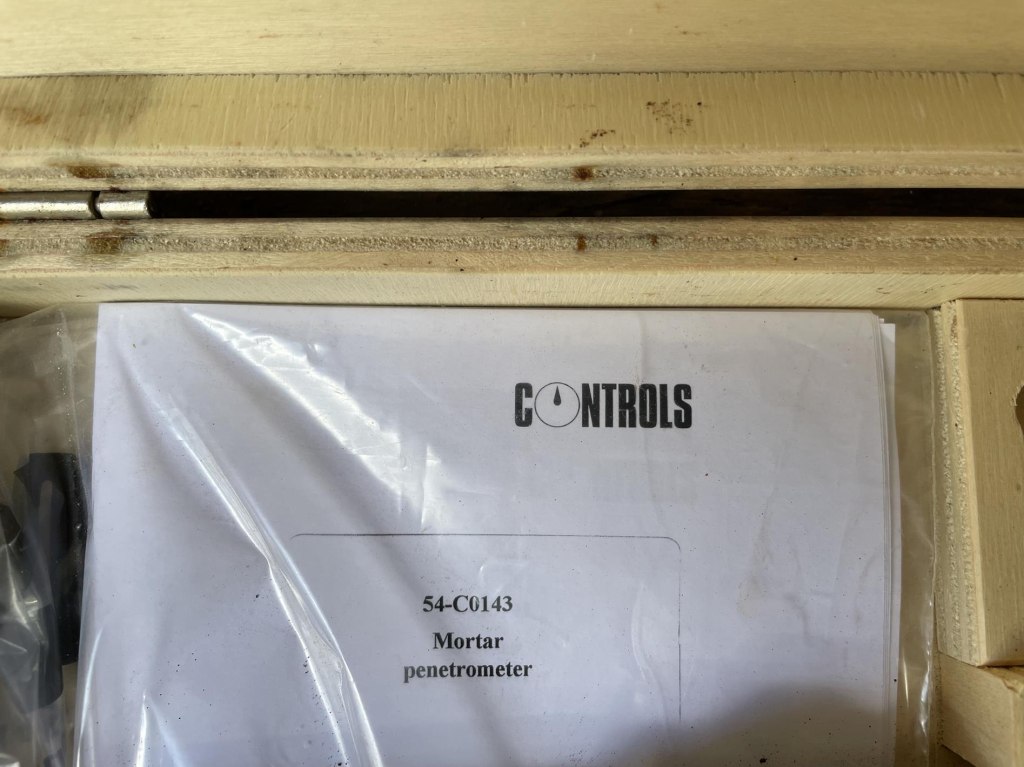 CONTROLS
54-C0143
Mortar
penetrometer